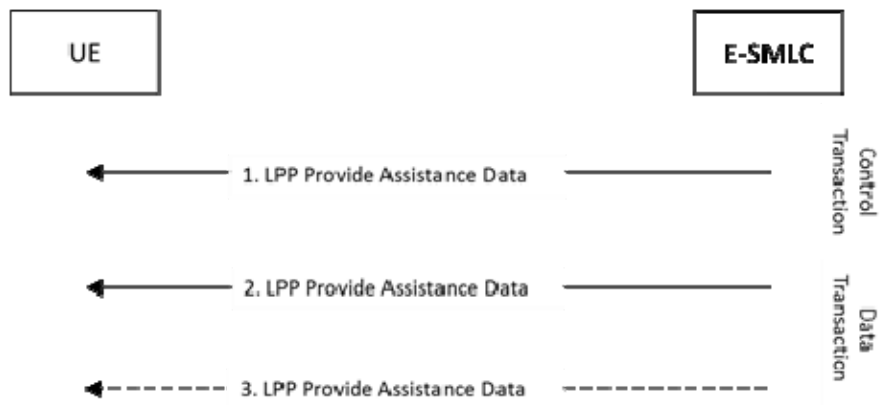 UE
E-SMLC
1. LPP Provide Assistance Data
Control
Transaction
2. LPP Provide Assistance Data
Data
Transaction
3. LPP Provide Assistance Data